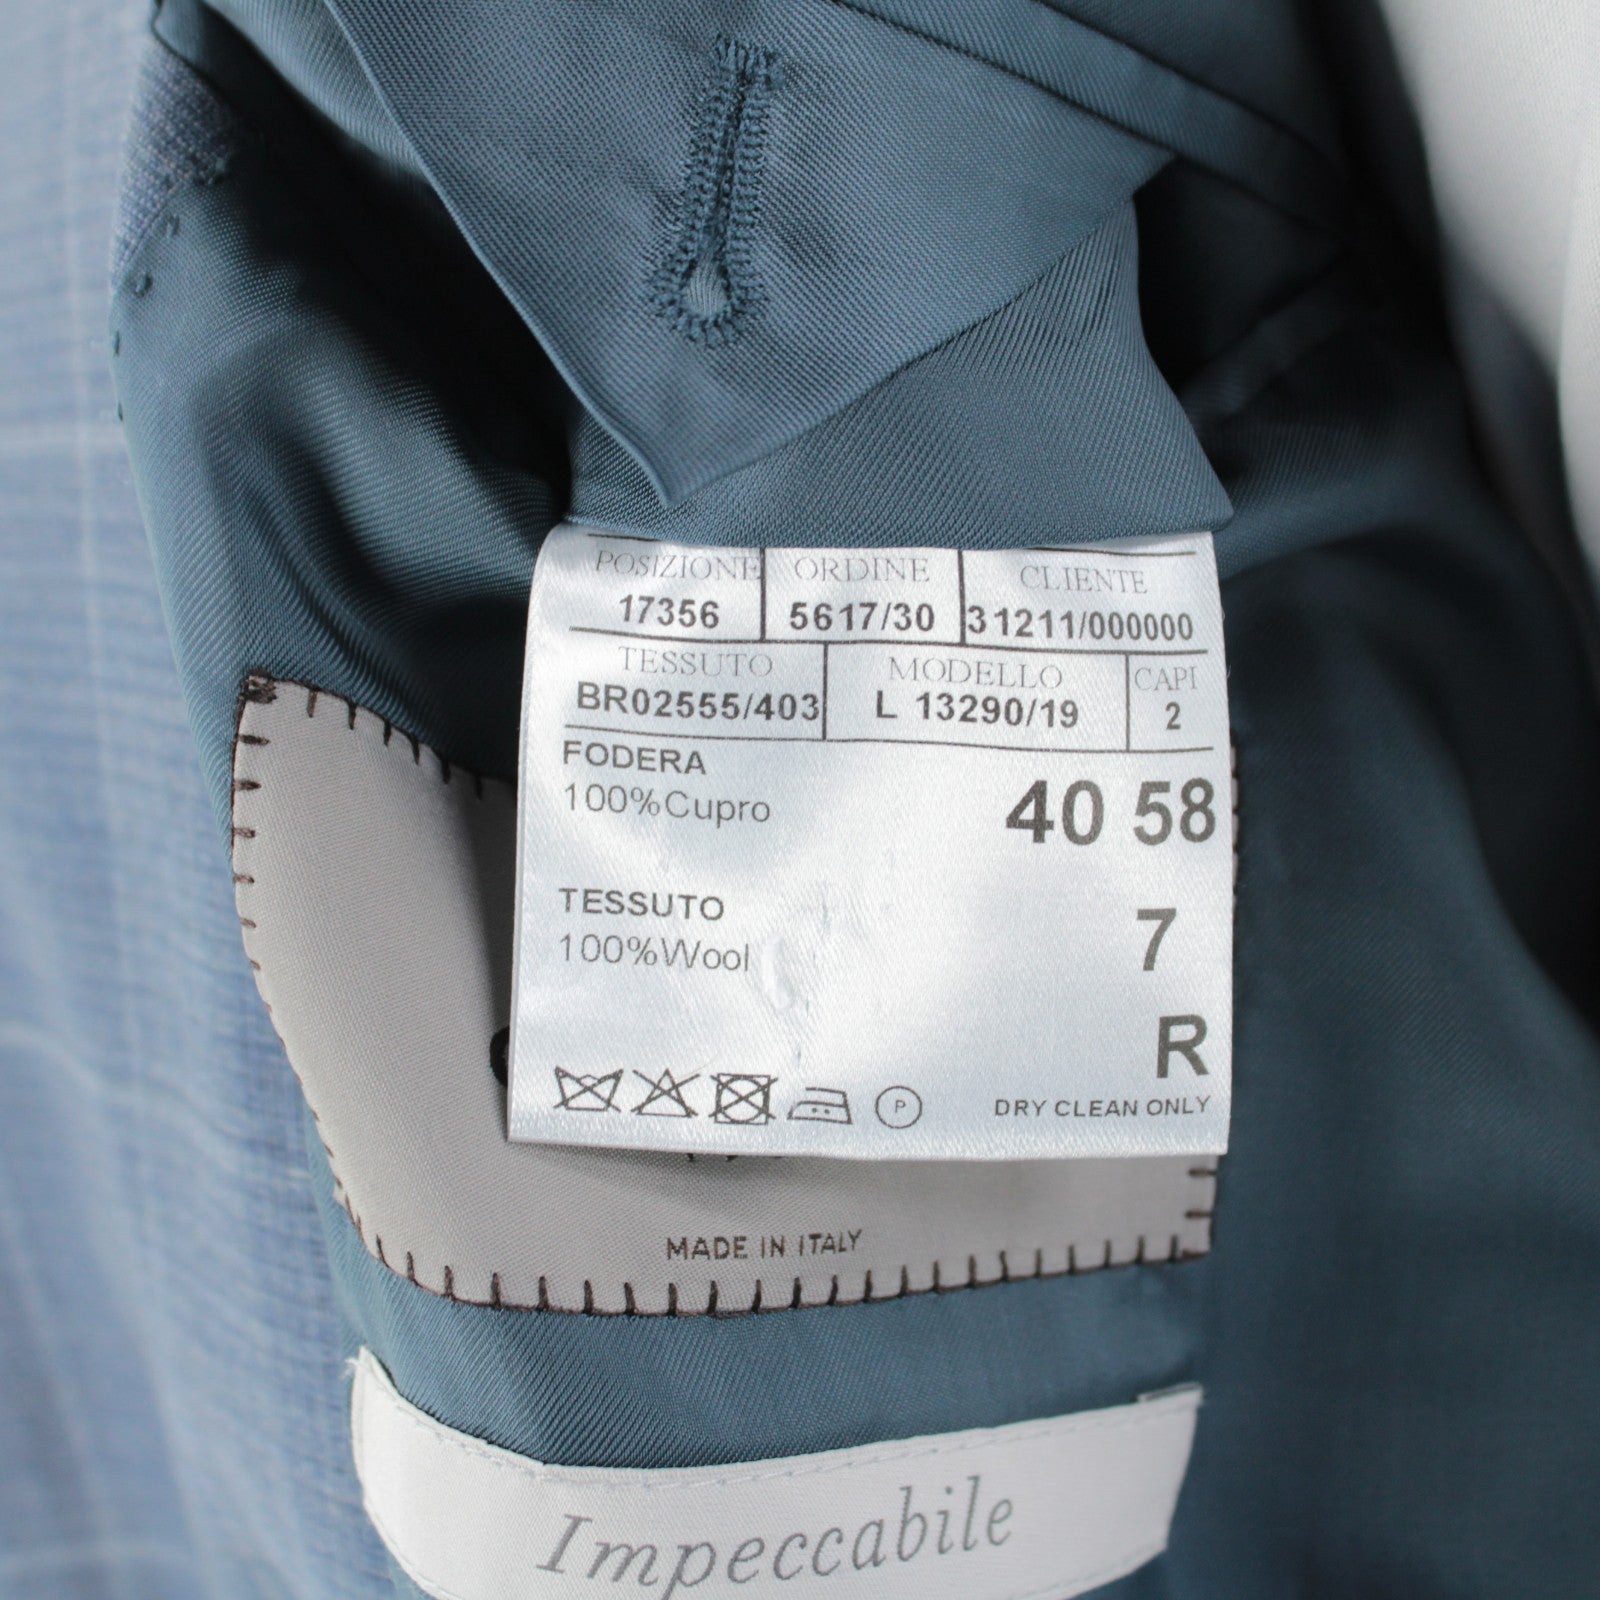 POSIZIONE ORDINE CLIENTE
17356 5617/30 31211/000000
TESSUTO MODELLO CAPI
BR02555/403 L 13290/19 2
FODERA
100%Cupro
40 58
TESSUTO
100%Wool
7
R
P
DRY CLEAN ONLY
MADE IN ITALY
Impeccabile